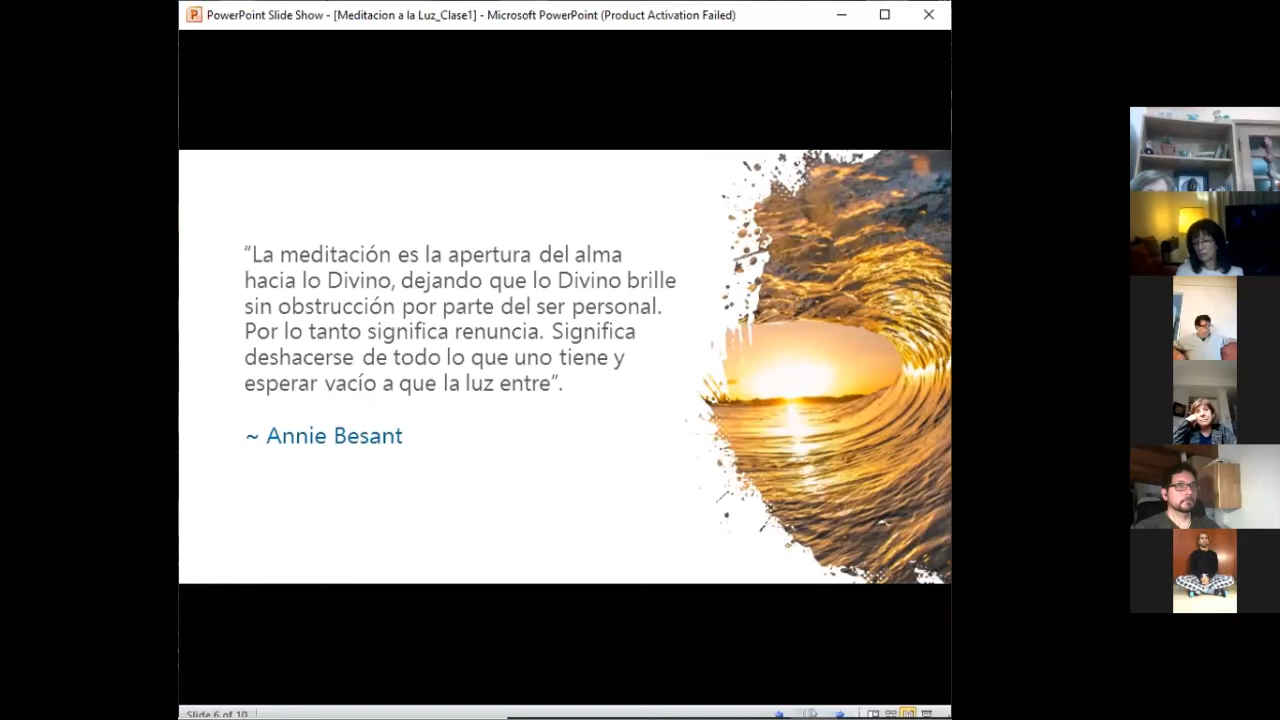 PowerPoint Slide Show - [Meditacion a la Luz_Clase1] - Microsoft PowerPoint (Product Activation Failed)
“La meditación es la apertura del alma
hacia lo Divino, dejando que lo Divino brille
sin obstrucción por parte del ser personal.
Por lo tanto significa renuncia. Significa
deshacerse de todo lo que uno tiene y
esperar vacío a que la luz entre”.
~ Annie Besant
Slide 6 of 10